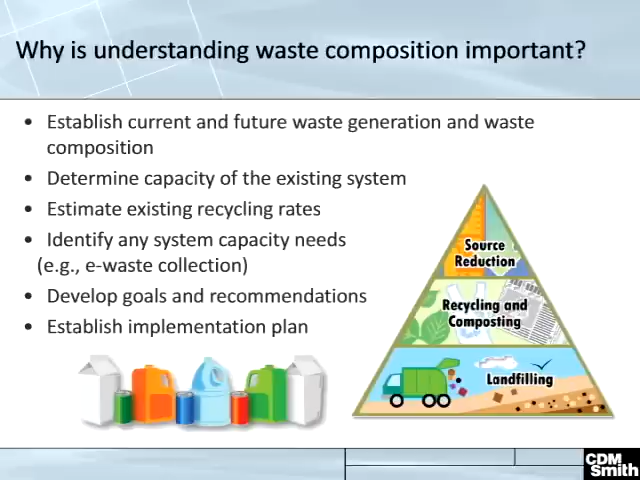 Why is understanding waste composition important?
• Establish current and future waste generation and waste
composition
• Determine capacity of the existing system
• Estimate existing recycling rates
• Identify any system capacity needs
(e.g., e-waste collection)
• Develop goals and recommendations
• Establish implementation plan
Source
Reduction
Recycling and
Composting
Landfilling
CDM
Smith